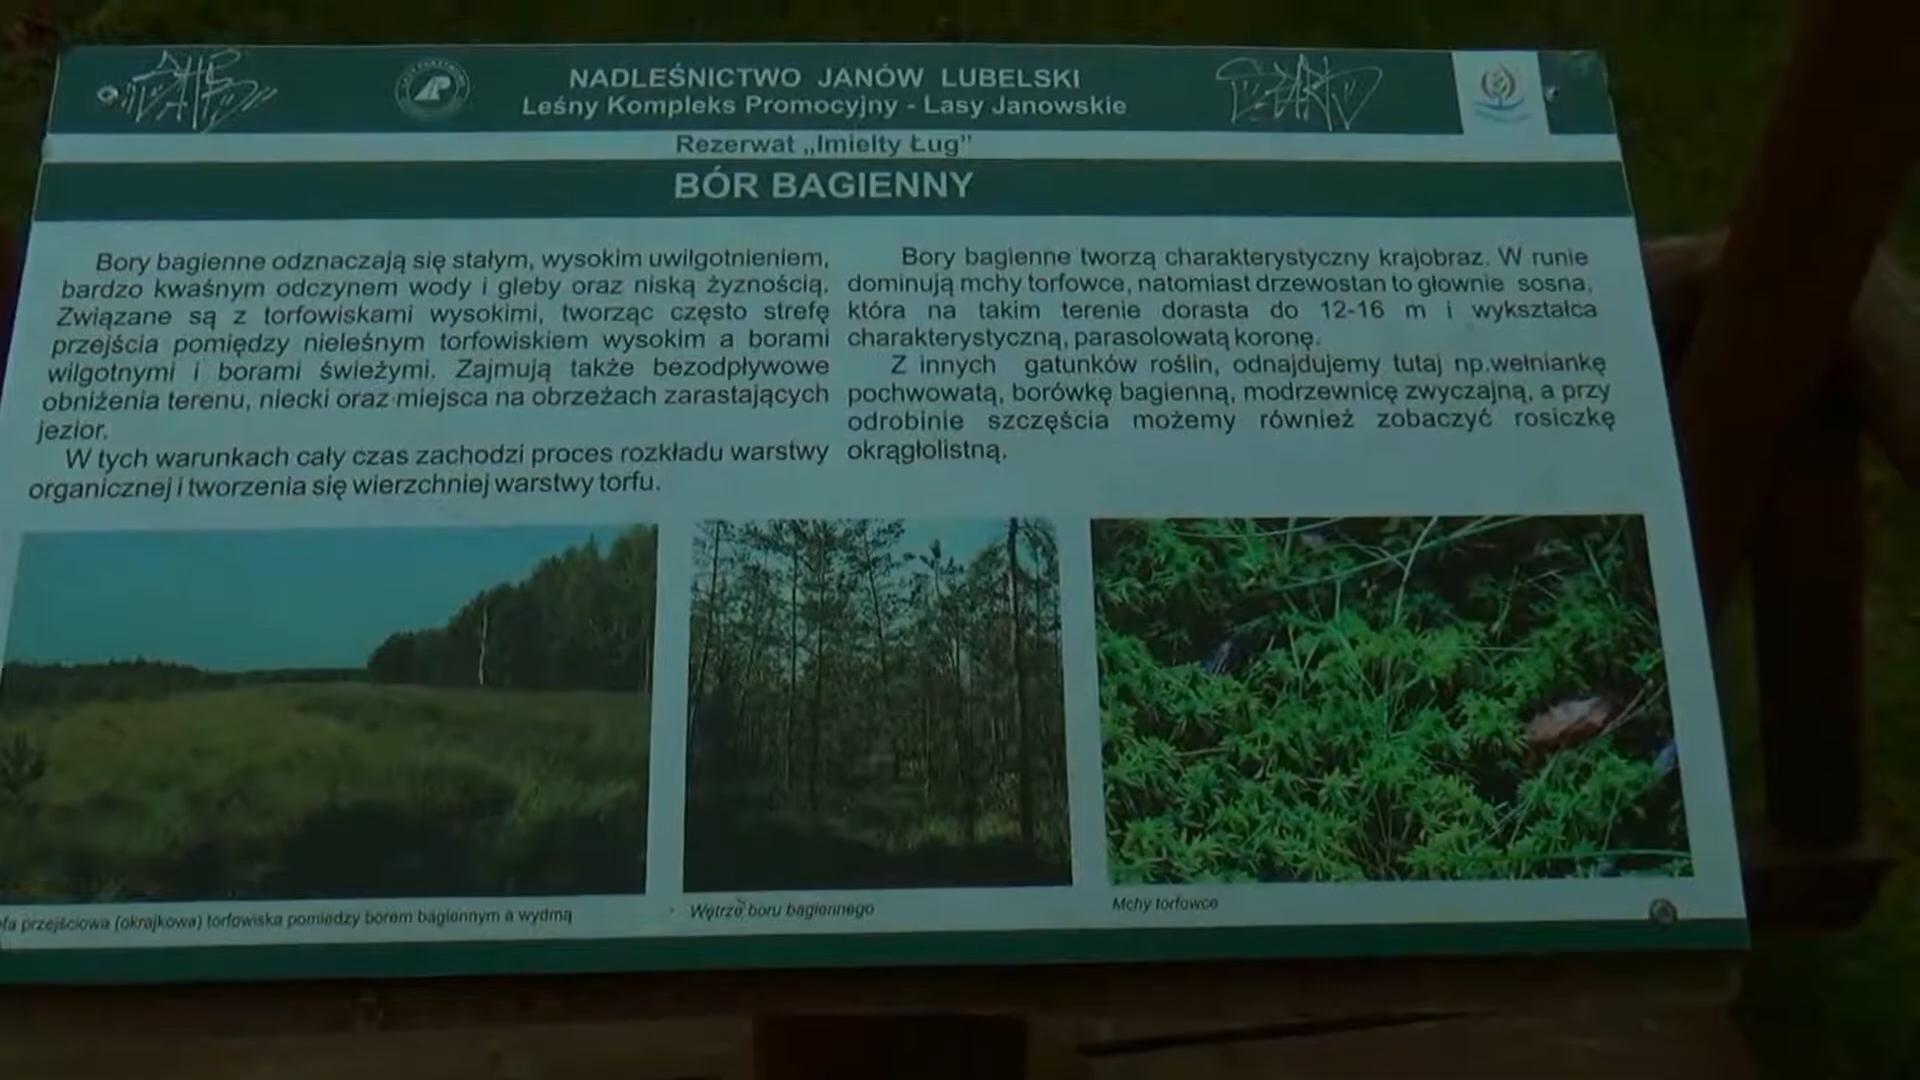 NADLEŚNICTWO JANÓW LUBELSKI
Leśny Kompleks Promocyjny - Lasy Janowskie
Rezerwat „Imielty Ług”
BÓR BAGIENNY
Bory bagienne odznaczają się stałym, wysokim uwilgotnieniem,
bardzo kwaśnym odczynem wody i gleby oraz niską żyznością.
Związane są z torfowiskami wysokimi, tworząc często strefę
przejścia pomiędzy nieleśnym torfowiskiem wysokim a borami
wilgotnymi i borami świeżymi. Zajmują także bezodpływowe
obniżenia terenu, niecki oraz miejsca na obrzeżach zarastających
jezior.
W tych warunkach cały czas zachodzi proces rozkładu warstwy
organicznej i tworzenia się wierzchniej warstwy torfu.
Bory bagienne tworzą charakterystyczny krajobraz. W runie
dominują mchy torfowce, natomiast drzewostan to głownie sosna,
która na takim terenie dorasta do 12-16 m i wykształca
charakterystyczną, parasolowatą koronę.
Z innych gatunków roślin, odnajdujemy tutaj np.wełniankę
pochwowatą, borówkę bagienną, modrzewnicę zwyczajną, a przy
odrobinie szczęścia możemy również zobaczyć rosiczkę
okrągłolistną.
przejściowa (okrajkowa) torfowiska pomiędzy borem bagiennym a wydmą
Wętrze boru bagiennego
Mchy torfowce